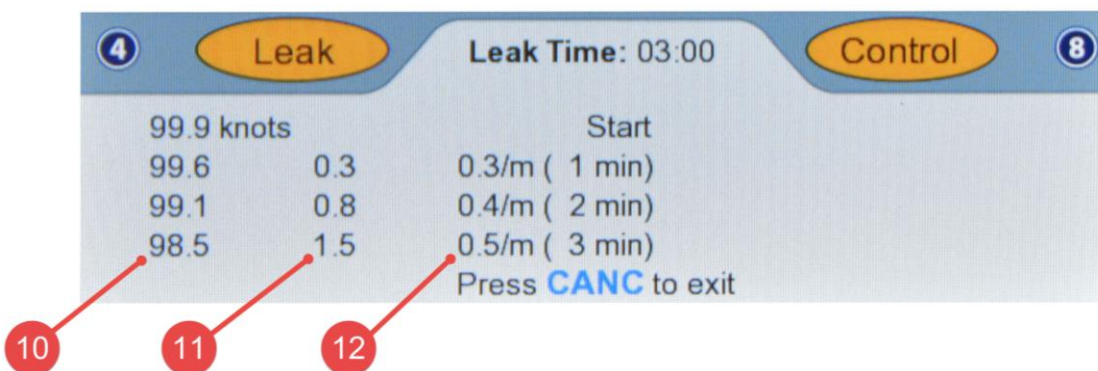 4 Leak Leak Time: 03:00 Control 8
99.9 knots Start
99.6 0.3 0.3/m ( 1 min)
99.1 0.8 0.4/m ( 2 min)
98.5 1.5 0.5/m ( 3 min)
Press CANC to exit
10 11 12